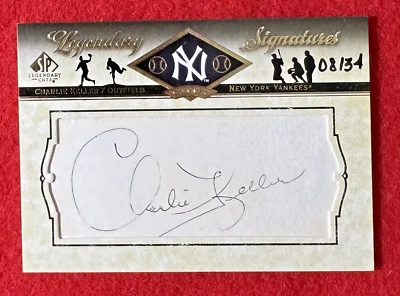 Legendary Signatures
SP
LEGENDARY CUTS
NY
08/34
CHARLIE KELLER / OUTFIELD
NEW YORK YANKEES
Charlie Keller